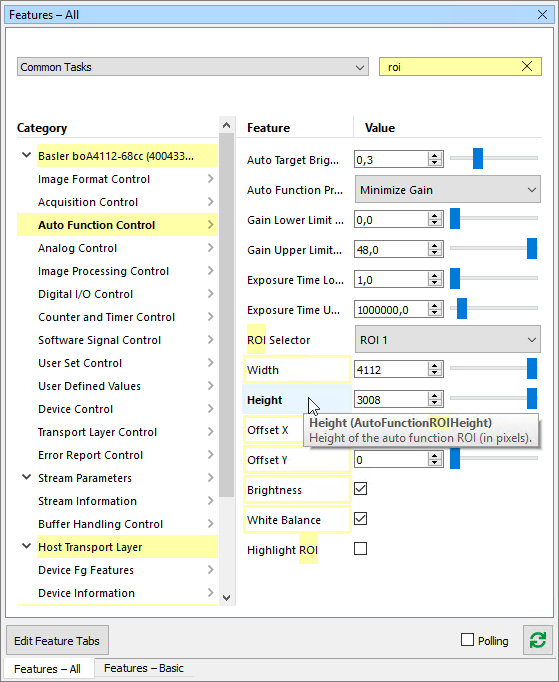 Features – All
Common Tasks
roi
Category
Feature
Value
Basler boA4112-68cc (400433...
Image Format Control
Acquisition Control
Auto Function Control
Analog Control
Image Processing Control
Digital I/O Control
Counter and Timer Control
Software Signal Control
User Set Control
User Defined Values
Device Control
Transport Layer Control
Error Report Control
Stream Parameters
Stream Information
Buffer Handling Control
Host Transport Layer
Device Fg Features
Device Information
Auto Target Brig... 0,3
Auto Function Pr... Minimize Gain
Gain Lower Limit ... 0,0
Gain Upper Limit... 48,0
Exposure Time Lo... 1,0
Exposure Time U... 1000000,0
ROI Selector ROI 1
Width 4112
Height 3008
Offset X
Height (AutoFunctionROIHeight)
Height of the auto function ROI (in pixels).
Offset Y 0
Brightness
White Balance
Highlight ROI
Edit Feature Tabs
Polling
Features – All
Features – Basic